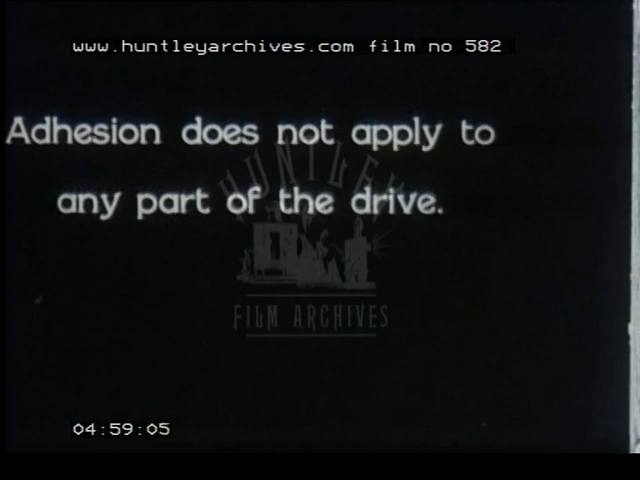 www.huntleyarchives.com film no 582
Adhesion does not apply to
any part of the drive.
HUNTLEY
FILM ARCHIVES
04:59:05